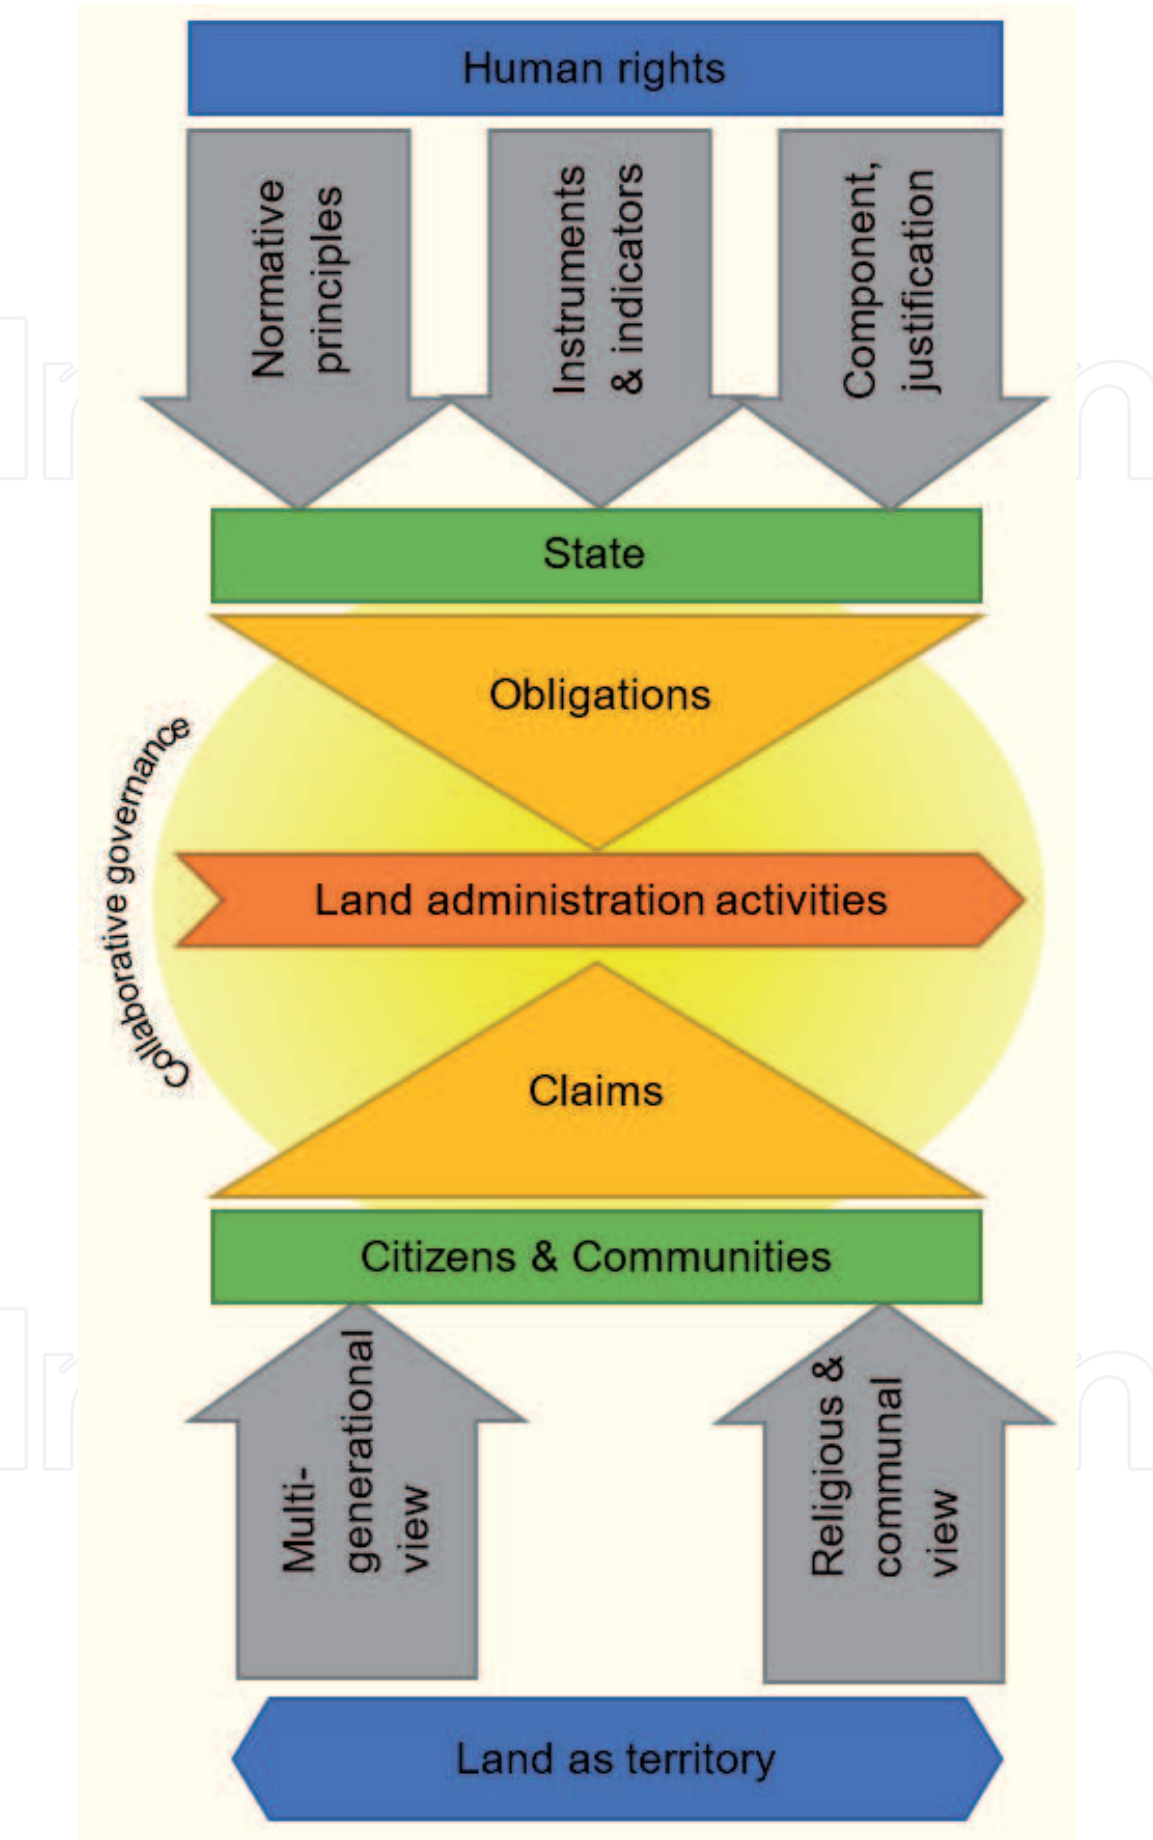 Human rights
Normative
principles
Instruments
& indicators
Component,
justification
State
Obligations
Collaborative governance
Land administration activities
Claims
Citizens & Communities
Multi-
generational
view
Religious &
communal
view
Land as territory